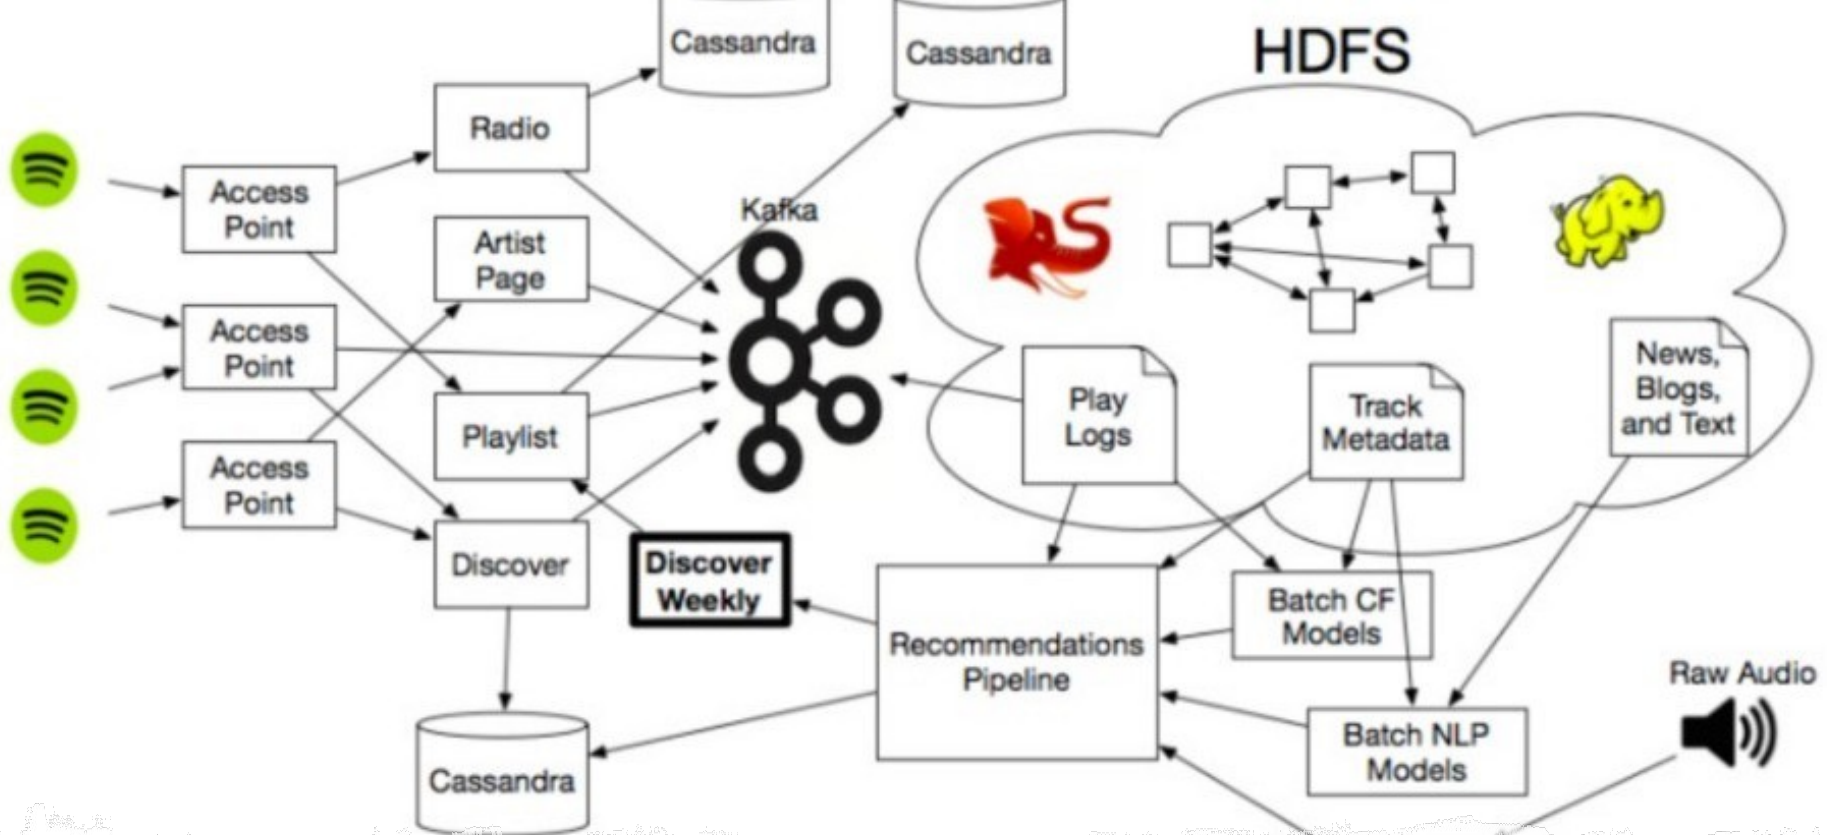 Cassandra
Cassandra
HDFS
Radio
Access
Point
Kafka
Artist
Page
Access
Point
News,
Blogs,
and Text
Play
Logs
Track
Metadata
Playlist
Access
Point
Discover
Discover
Weekly
Batch CF
Models
Recommendations
Pipeline
Raw Audio
Batch NLP
Models
Cassandra